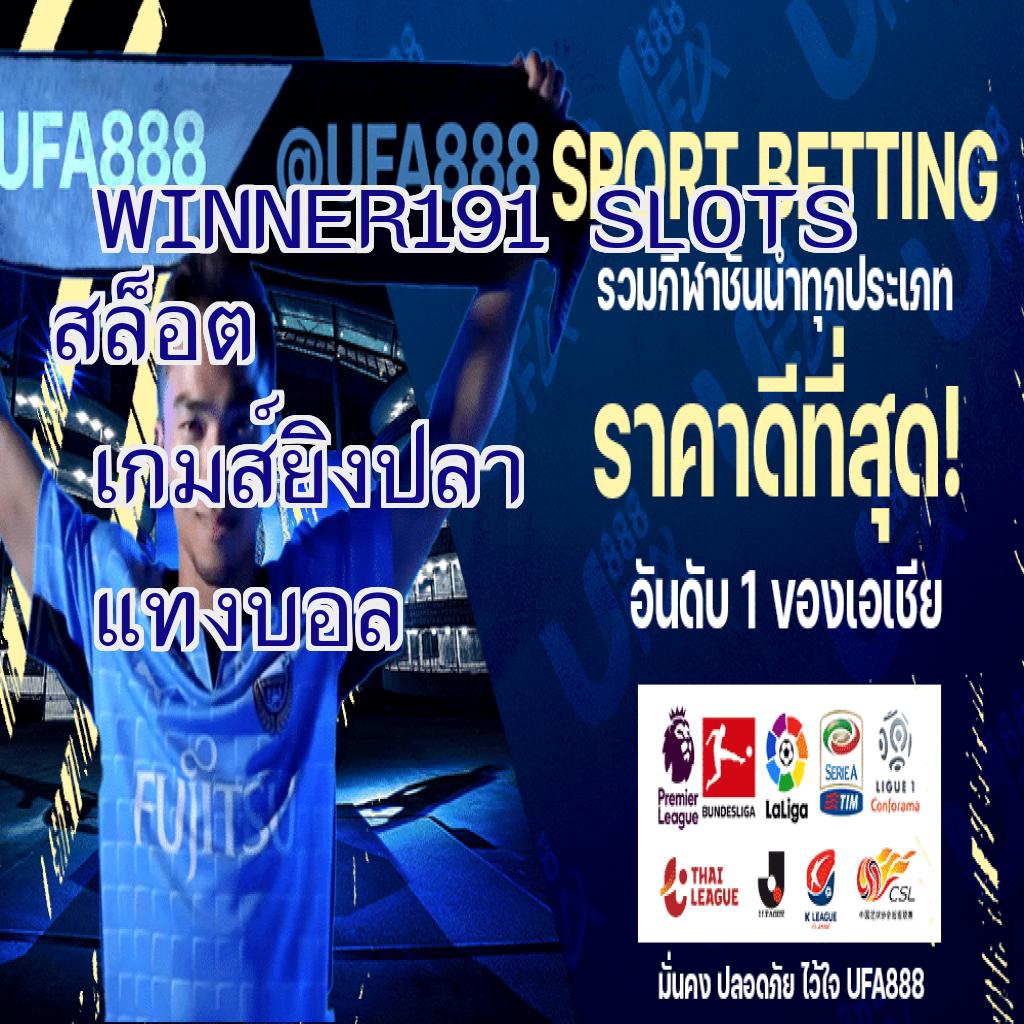 UFA888
@UFA888
SPORT BETTING
WINNER191 SLOTS
รวมกีฬาชั้นนำทุกประเภท
สล็อต
ราคาดีที่สุด!
เกมส์ยิงปลา
อันดับ 1 ของเอเชีย
แทงบอล
FUJITSU
Premier League
BUNDESLIGA
LaLiga
SERIE A
TIM
LIGUE 1
Conforama
THAI LEAGUE
J.LEAGUE
K LEAGUE
CSL
มั่นคง ปลอดภัย ไว้ใจ UFA888